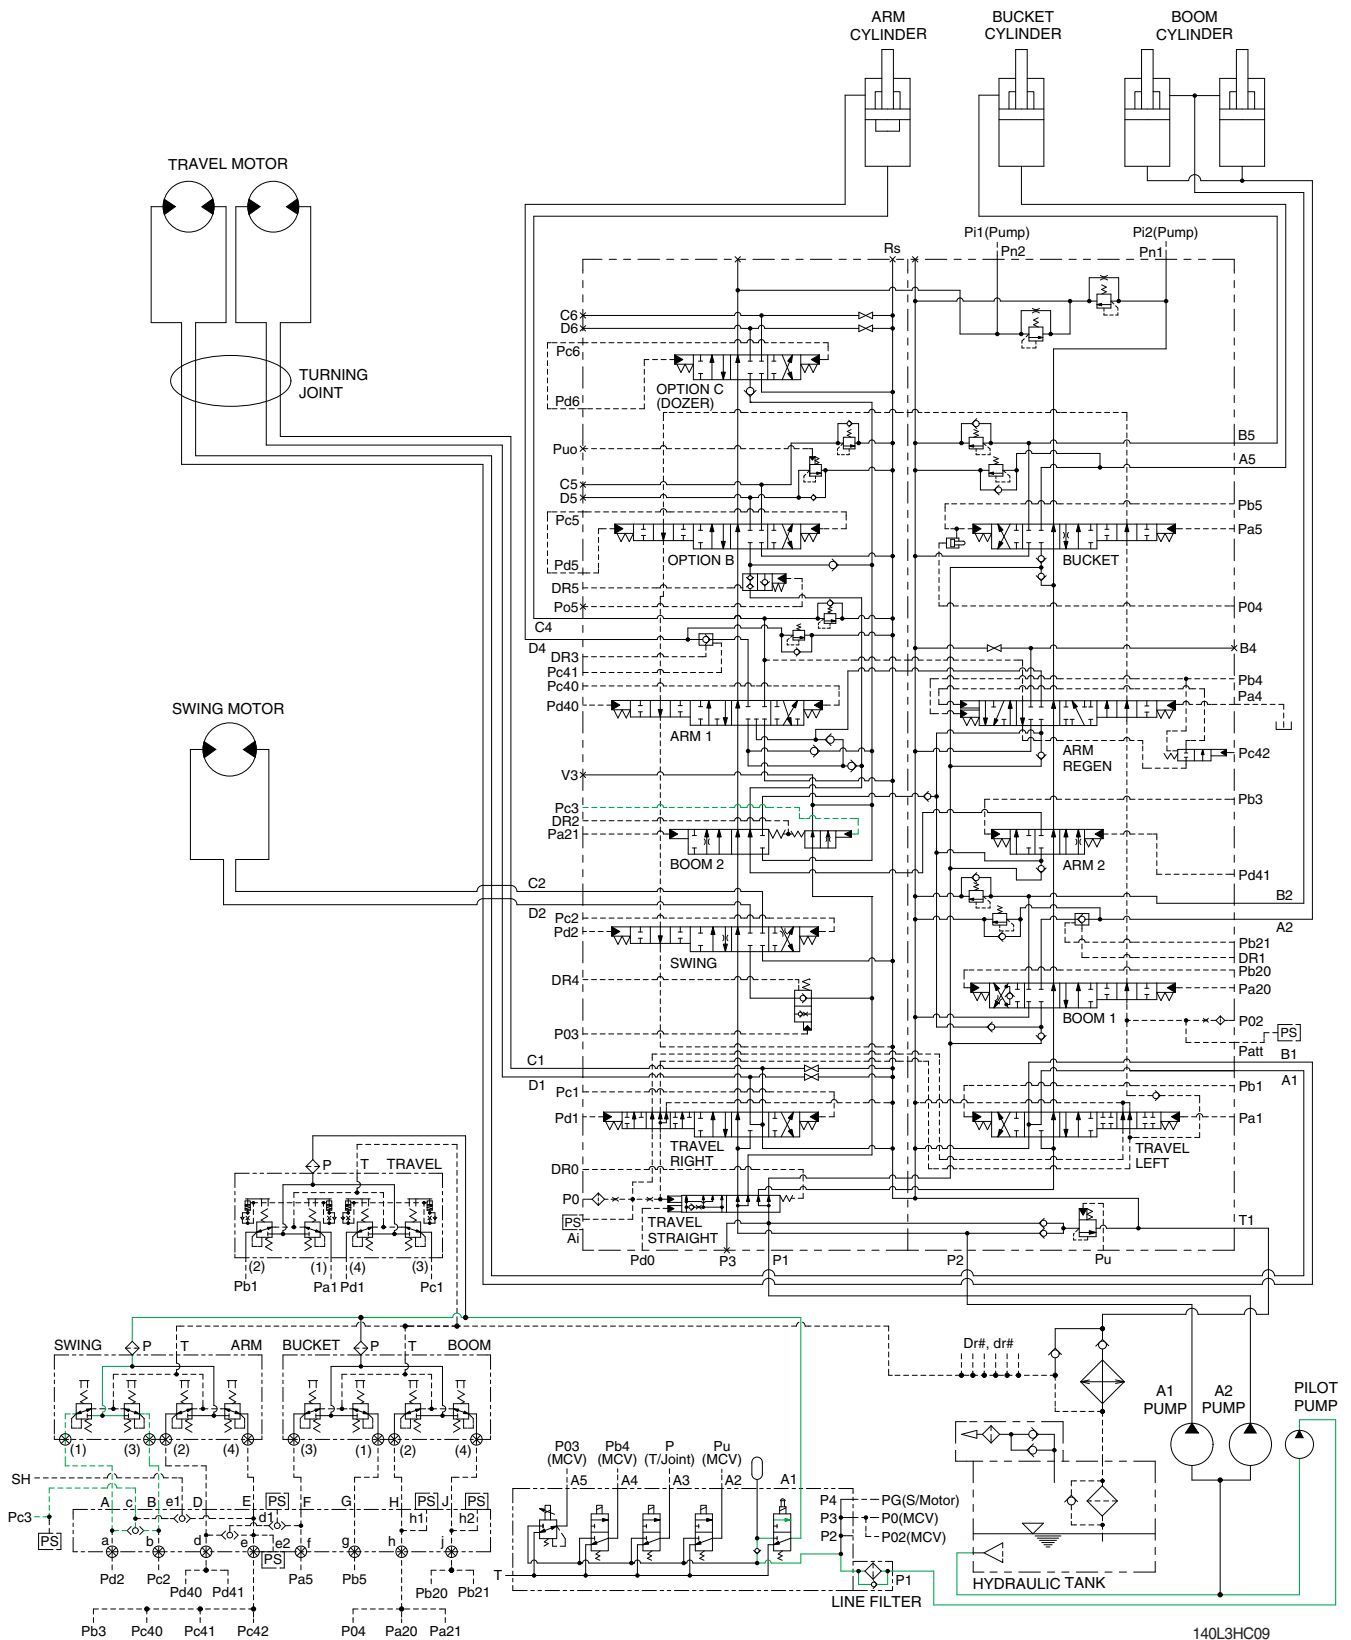 ARM
CYLINDER
BUCKET
CYLINDER
BOOM
CYLINDER
TRAVEL MOTOR
TURNING
JOINT
SWING MOTOR
Pi1(Pump)
Pn2
Pi2(Pump)
Pn1
Rs
C6
D6
Pc6
Pd6
OPTION C
(DOZER)
Puo
C5
D5
Pc5
Pd5
OPTION B
DR5
Po5
C4
D4
DR3
Pc41
Pc40
Pd40
ARM 1
V3
Pc3
DR2
Pa21
BOOM 2
C2
D2
Pc2
Pd2
SWING
DR4
P03
C1
D1
Pc1
Pd1
TRAVEL
RIGHT
DR0
P0
PS
Ai
TRAVEL
STRAIGHT
Pd0
P3
P1
P2
Pu
B5
A5
Pb5
Pa5
BUCKET
P04
B4
Pb4
Pa4
ARM
REGEN
Pc42
Pb3
ARM 2
Pd41
B2
A2
Pb21
DR1
Pb20
Pa20
BOOM 1
P02
PS
Patt
B1
A1
Pb1
Pa1
TRAVEL
LEFT
T1
P
T
TRAVEL
(2)
(1)
(4)
(3)
Pb1
Pa1
Pd1
Pc1
SWING
P
T
ARM
BUCKET
P
T
BOOM
(1)
(3)
(2)
(4)
(3)
(1)
(2)
(4)
SH
Pc3
PS
A
c
B
e1
D
E
PS
d1
F
G
H
PS
h1
J
PS
h2
a
b
d
e
e2
PS
f
g
h
j
Pd2
Pc2
Pd40
Pd41
Pa5
Pb5
Pb20
Pb21
Pb3
Pc40
Pc41
Pc42
P04
Pa20
Pa21
P03
(MCV)
Pb4
(MCV)
P
(T/Joint)
Pu
(MCV)
A5
A4
A3
A2
A1
T
P4
PG(S/Motor)
P3
P0(MCV)
P2
P02(MCV)
P1
LINE FILTER
Dr#, dr#
A1
PUMP
A2
PUMP
PILOT
PUMP
HYDRAULIC TANK
140L3HC09